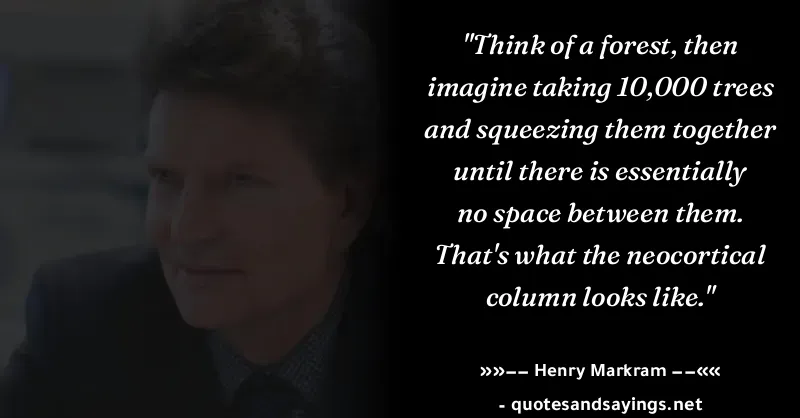 "Think of a forest, then
imagine taking 10,000 trees
and squeezing them together
until there is essentially
no space between them.
That's what the neocortical
column looks like."
»»—— Henry Markram ——««
- quotesandsayings.net